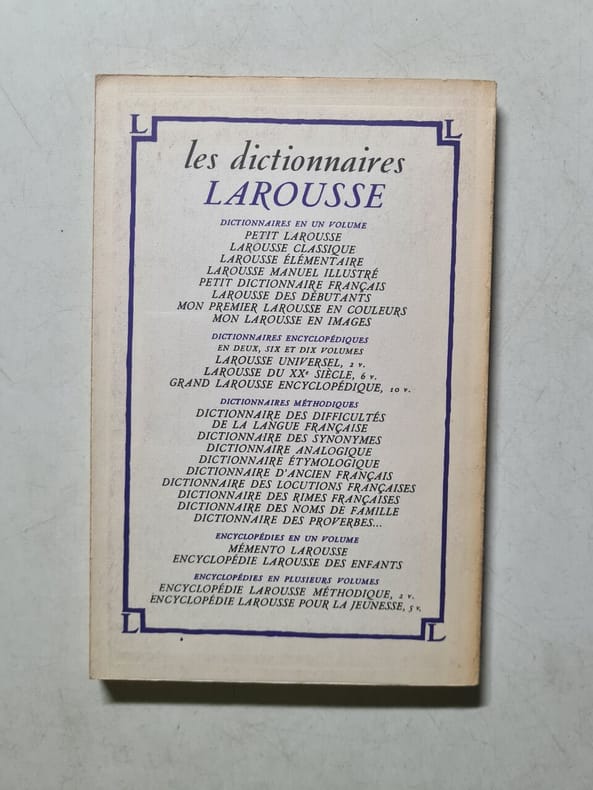 L L
les dictionnaires
LAROUSSE
DICTIONNAIRES EN UN VOLUME
PETIT LAROUSSE
LAROUSSE CLASSIQUE
LAROUSSE ÉLÉMENTAIRE
LAROUSSE MANUEL ILLUSTRÉ
PETIT DICTIONNAIRE FRANÇAIS
LAROUSSE DES DÉBUTANTS
MON PREMIER LAROUSSE EN COULEURS
MON LAROUSSE EN IMAGES
DICTIONNAIRES ENCYCLOPÉDIQUES
EN DEUX, SIX ET DIX VOLUMES
LAROUSSE UNIVERSEL, 2 v.
LAROUSSE DU XXe SIÈCLE, 6 v.
GRAND LAROUSSE ENCYCLOPÉDIQUE, 10 v.
DICTIONNAIRES MÉTHODIQUES
DICTIONNAIRE DES DIFFICULTÉS
DE LA LANGUE FRANÇAISE
DICTIONNAIRE DES SYNONYMES
DICTIONNAIRE ANALOGIQUE
DICTIONNAIRE ÉTYMOLOGIQUE
DICTIONNAIRE D'ANCIEN FRANÇAIS
DICTIONNAIRE DES LOCUTIONS FRANÇAISES
DICTIONNAIRE DES RIMES FRANÇAISES
DICTIONNAIRE DES NOMS DE FAMILLE
DICTIONNAIRE DES PROVERBES...
ENCYCLOPÉDIES EN UN VOLUME
MÉMENTO LAROUSSE
ENCYCLOPÉDIE LAROUSSE DES ENFANTS
ENCYCLOPÉDIES EN PLUSIEURS VOLUMES
ENCYCLOPÉDIE LAROUSSE MÉTHODIQUE, 2 v.
ENCYCLOPÉDIE LAROUSSE POUR LA JEUNESSE, 5 v.
L L